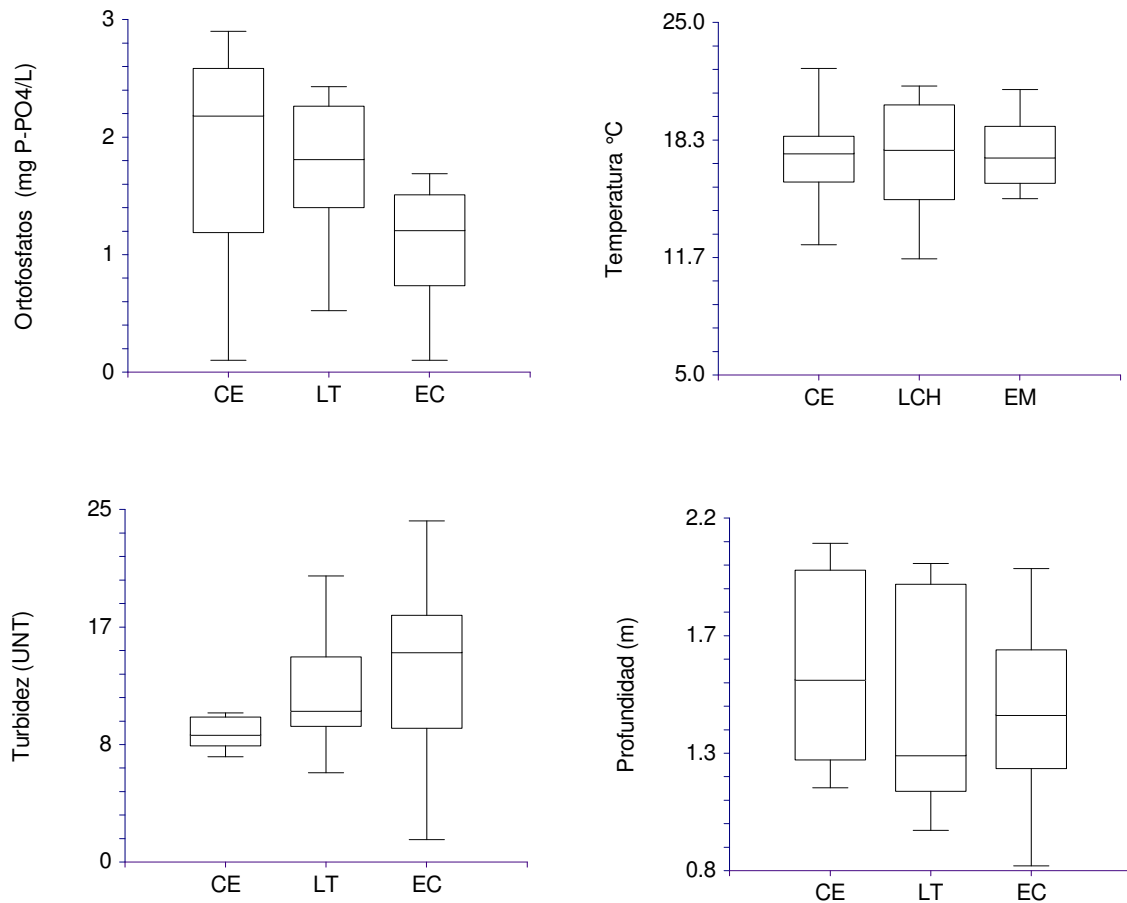 Ortofosfatos (mg P-PO4/L)
3
2
1
0
CE LT EC
Temperatura °C
25.0
18.3
11.7
5.0
CE LCH EM
Turbidez (UNT)
25
17
8
0
CE LT EC
Profundidad (m)
2.2
1.7
1.3
0.8
CE LT EC